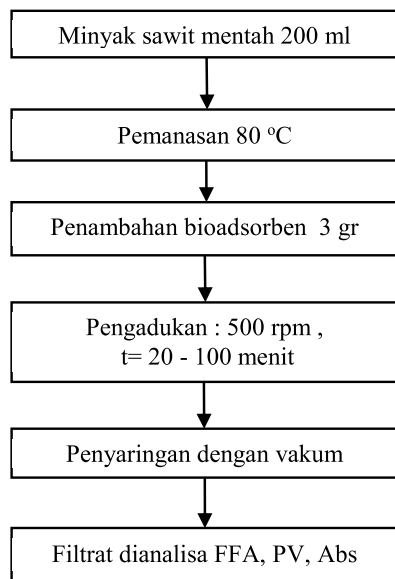 Minyak sawit mentah 200 ml
Pemanasan 80 °C
Penambahan bioadsorben  3 gr
Pengadukan : 500 rpm ,
t= 20 - 100 menit
Penyaringan dengan vakum
Filtrat dianalisa FFA, PV, Abs